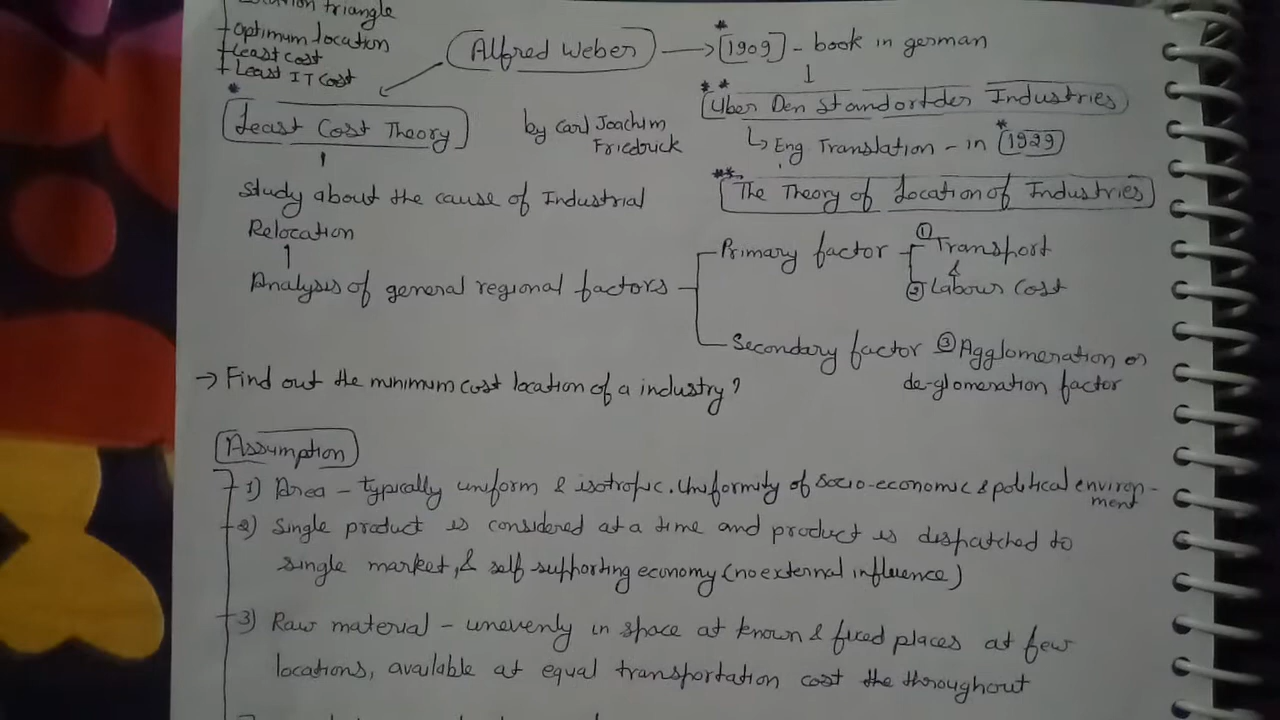 triangle
Optimum location
Least cost
Least IT Cost
Alfred Weber → [1909] - book in german
Uber Den Standortder Industries
Least Cost Theory
by Carl Joachim
Friedrick
Eng Translation - in 1929
The Theory of Location of Industries
Study about the cause of Industrial
Relocation
Analysis of general regional factors
Primary factor
① Transport
&
② Labour Cost
Secondary factor ③ Agglomeration or
de-glomeration factor
→ Find out the minimum cost location of a industry?
Assumption
1) Area - typically uniform & isotropic. Uniformity of Socio-economic & political environ-
ment
2) Single product is considered at a time and product is dispatched to
single market, & self supporting economy (no external influence)
3) Raw material - unevenly in space at known & fixed places at few
locations, available at equal transportation cost the throughout